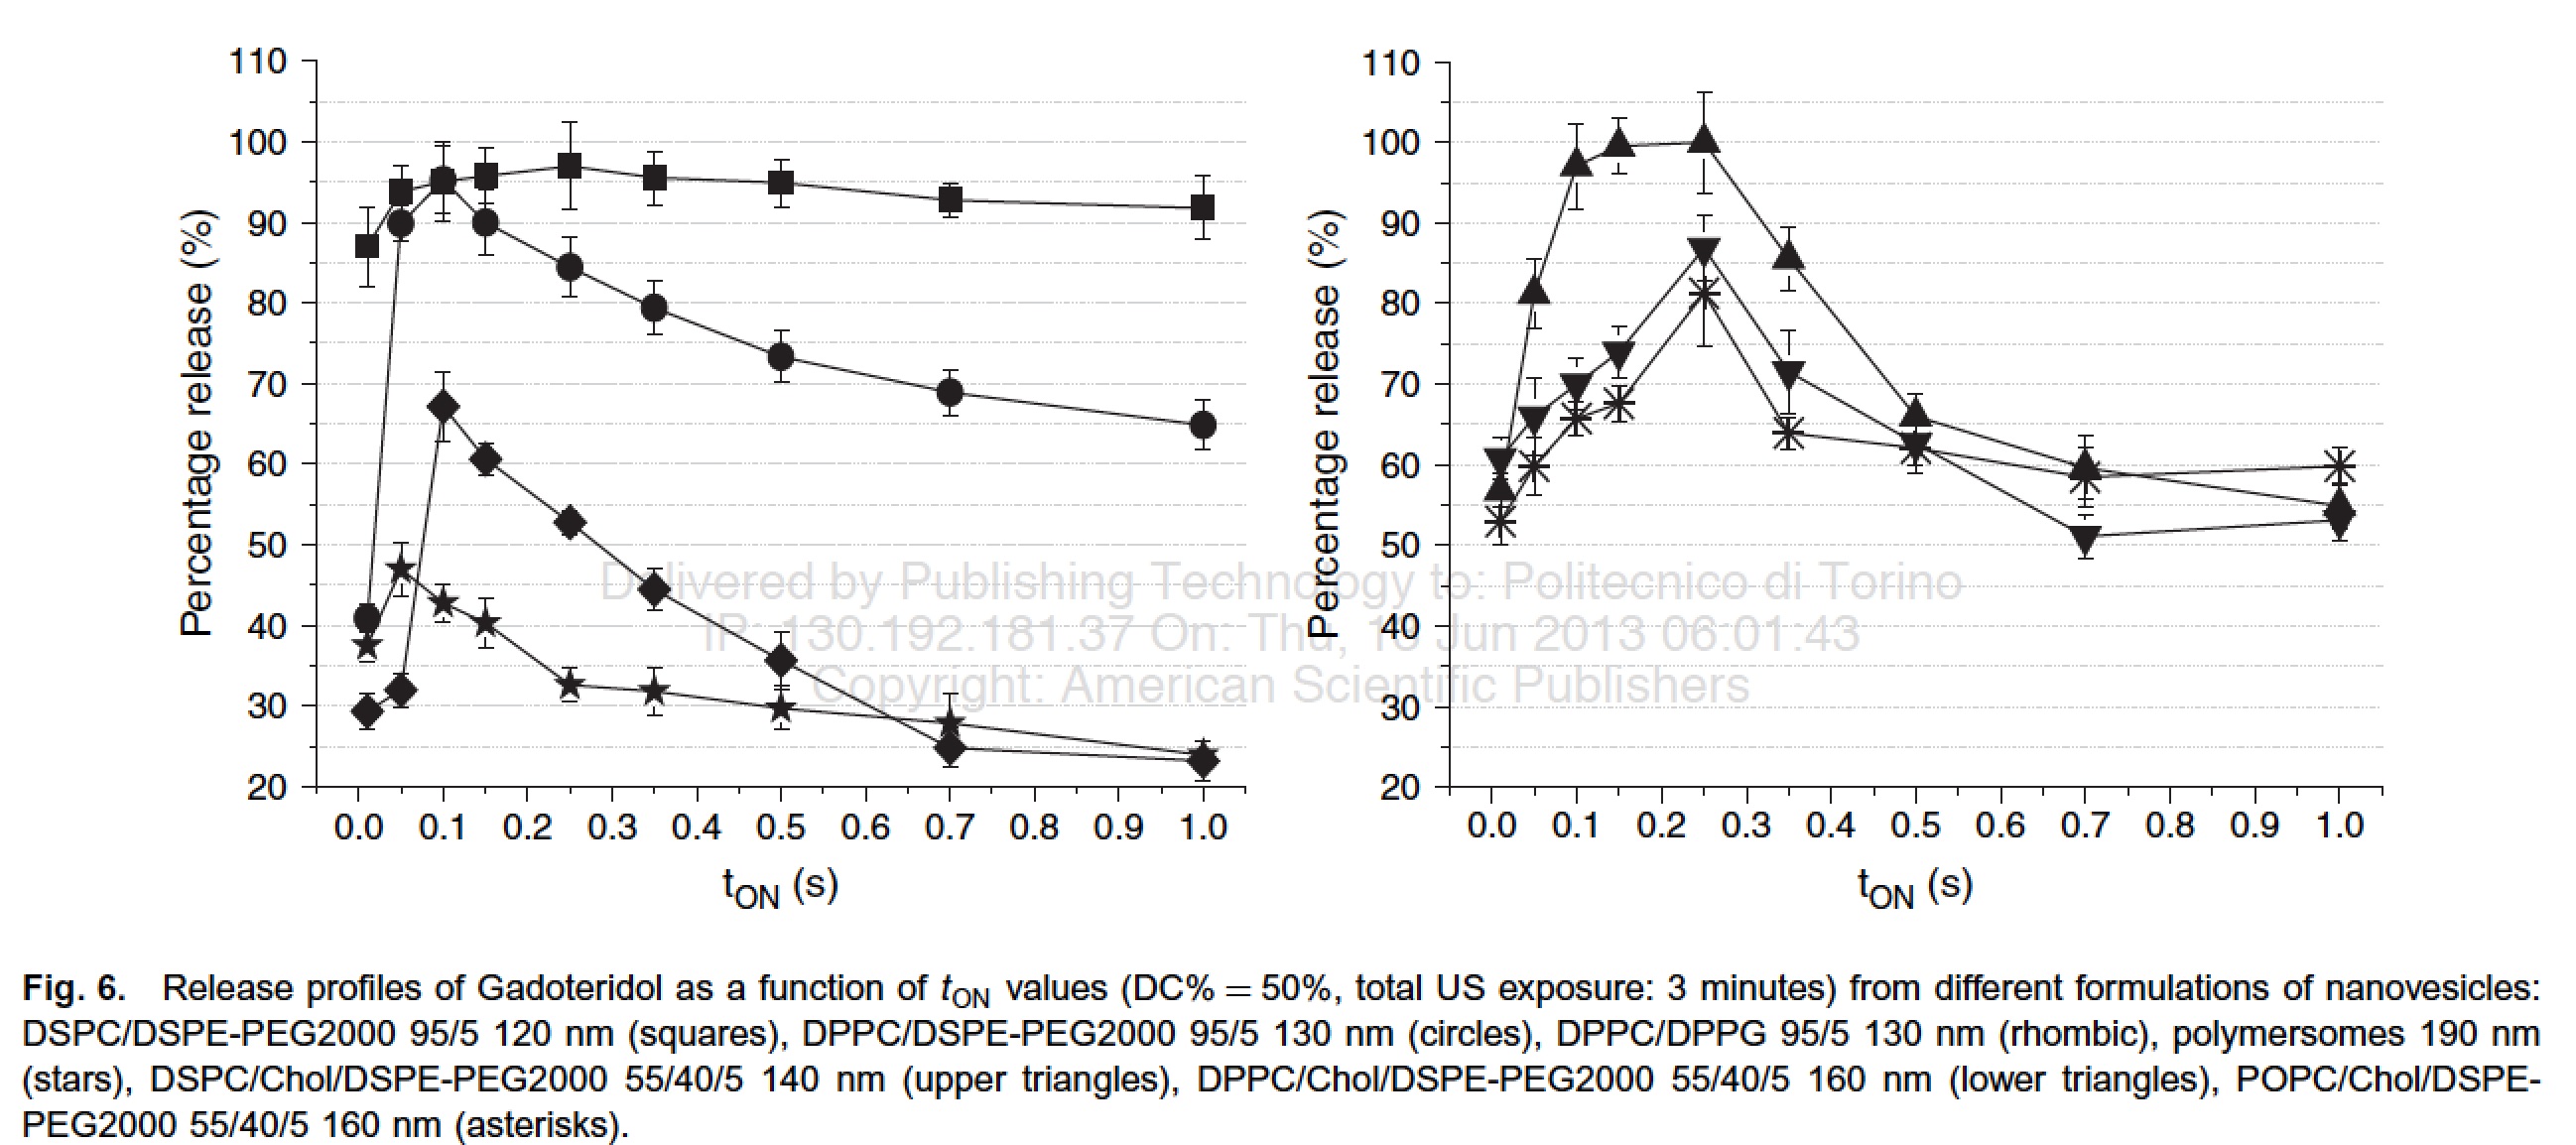 110
100
90
80
70
60
50
40
30
20
Percentage release (%)
0.0 0.1 0.2 0.3 0.4 0.5 0.6 0.7 0.8 0.9 1.0
tON (s)
110
100
90
80
70
60
50
40
30
20
Percentage release (%)
0.0 0.1 0.2 0.3 0.4 0.5 0.6 0.7 0.8 0.9 1.0
tON (s)
Delivered by Publishing Technology to: Politecnico di Torino
IP: 130.192.181.37 On: Thu, Jun 2013 06:01:43
Copyright: American Scientific Publishers
Fig. 6. Release profiles of Gadoteridol as a function of tON values (DC% = 50%, total US exposure: 3 minutes) from different formulations of nanovesicles:
DSPC/DSPE-PEG2000 95/5 120 nm (squares), DPPC/DSPE-PEG2000 95/5 130 nm (circles), DPPC/DPPG 95/5 130 nm (rhombic), polymersomes 190 nm
(stars), DSPC/Chol/DSPE-PEG2000 55/40/5 140 nm (upper triangles), DPPC/Chol/DSPE-PEG2000 55/40/5 160 nm (lower triangles), POPC/Chol/DSPE-
PEG2000 55/40/5 160 nm (asterisks).